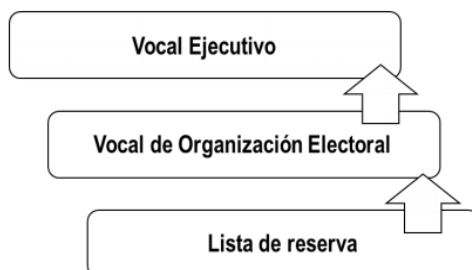 Vocal Ejecutivo
Vocal de Organización Electoral
Lista de reserva